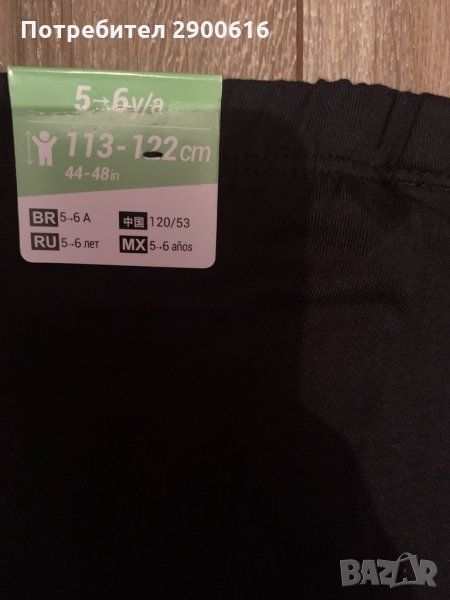 Потребител 2900616
5→6y/a
113-122cm
44-48in
BR 5→6 A
中国 120/53
RU 5→6 лет
MX 5→6 años
BAZAR